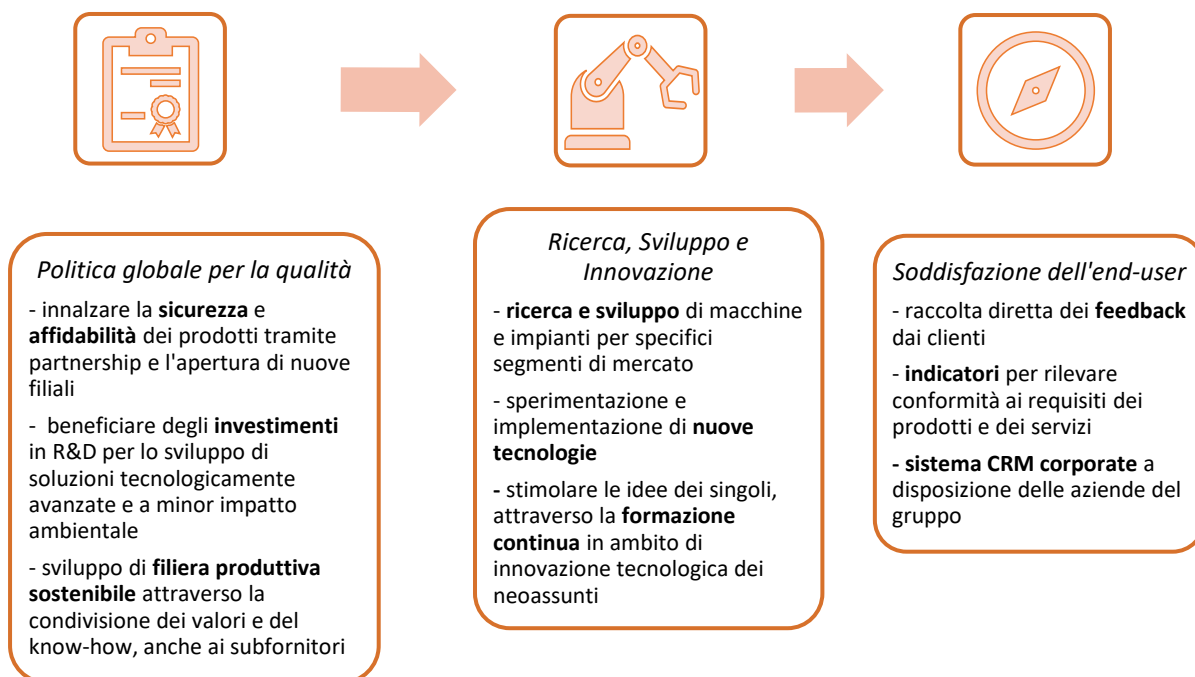 Politica globale per la qualità
- innalzare la sicurezza e
affidabilità dei prodotti tramite
partnership e l'apertura di nuove
filiali
- beneficiare degli investimenti
in R&D per lo sviluppo di
soluzioni tecnologicamente
avanzate e a minor impatto
ambientale
- sviluppo di filiera produttiva
sostenibile attraverso la
condivisione dei valori e del
know-how, anche ai subfornitori
Ricerca, Sviluppo e
Innovazione
- ricerca e sviluppo di macchine
e impianti per specifici
segmenti di mercato
- sperimentazione e
implementazione di nuove
tecnologie
- stimolare le idee dei singoli,
attraverso la formazione
continua in ambito di
innovazione tecnologica dei
neoassunti
Soddisfazione dell'end-user
- raccolta diretta dei feedback
dai clienti
- indicatori per rilevare
conformità ai requisiti dei
prodotti e dei servizi
- sistema CRM corporate a
disposizione delle aziende del
gruppo